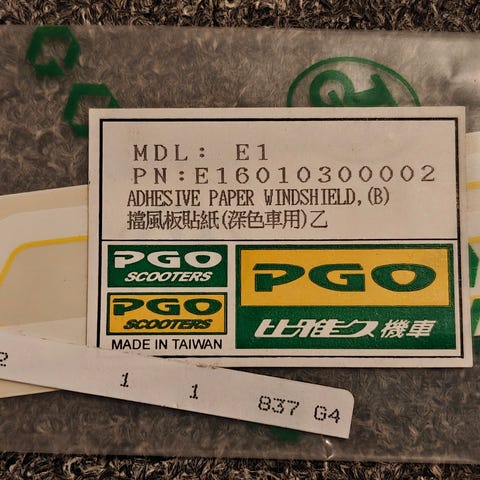 MDL: E1
PN:E16010300002
ADHESIVE PAPER WINDSHIELD,(B)
擋風板貼紙(深色車用)乙
PGO
SCOOTERS
PGO
SCOOTERS
MADE IN TAIWAN
PGO
比雅久機車
2 1 1 837 G4